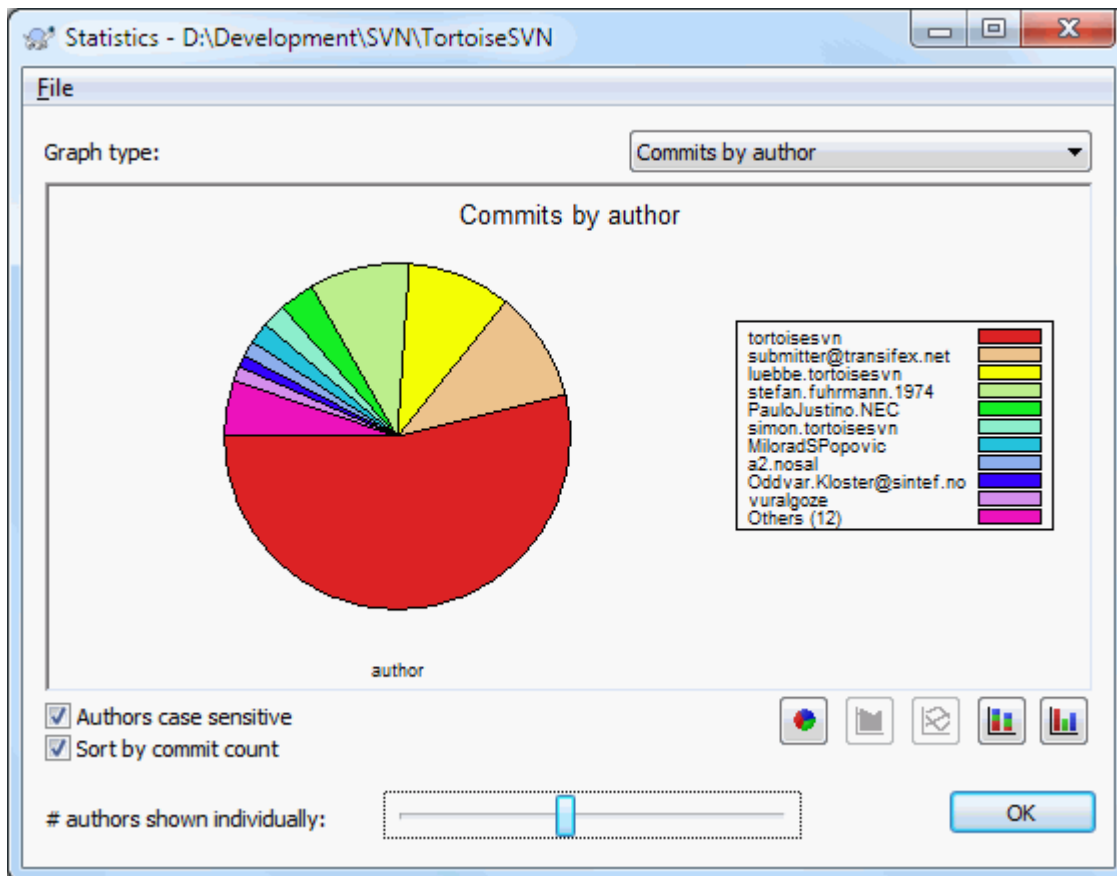 Statistics - D:\Development\SVN\TortoiseSVN
File
Graph type:
Commits by author
Commits by author
tortoisesvn
submitter@transifex.net
luebbe.tortoisesvn
stefan.fuhrmann.1974
PauloJustino.NEC
simon.tortoisesvn
MiloradSPopovic
a2.nosal
Oddvar.Kloster@sintef.no
vuralgoze
Others (12)
author
Authors case sensitive
Sort by commit count
# authors shown individually:
OK